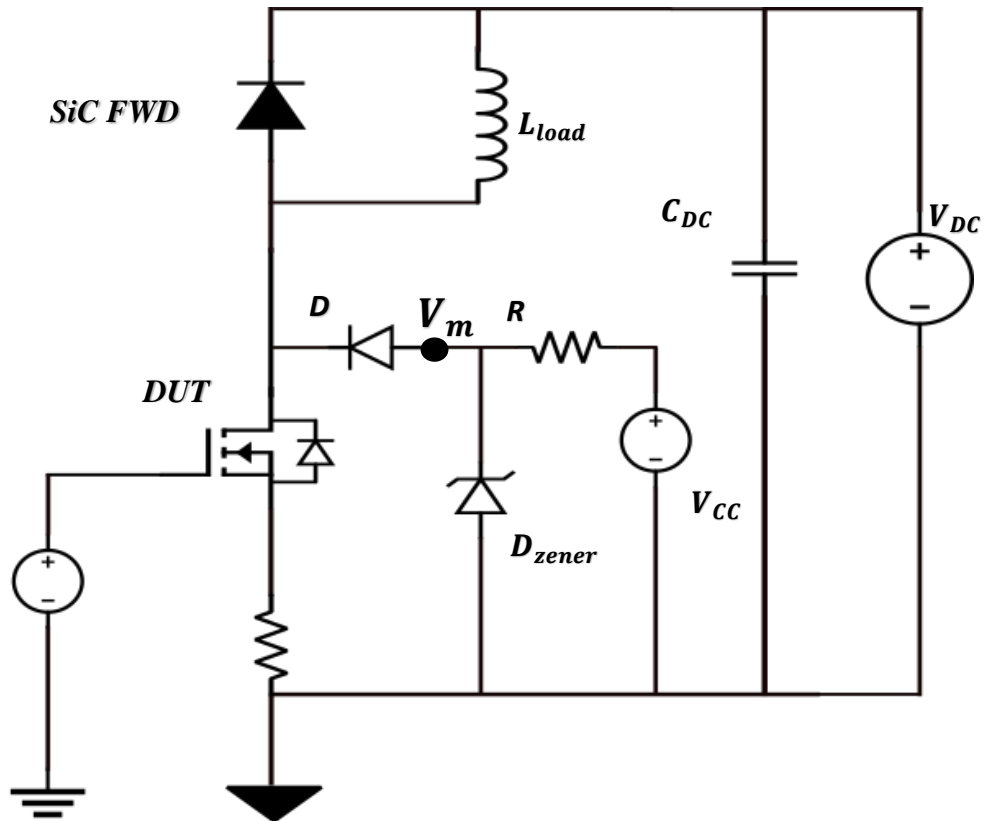 SiC FWD
L_load
C_DC
V_DC
+
−
D
V_m
R
DUT
+
−
V_CC
D_zener
+
−